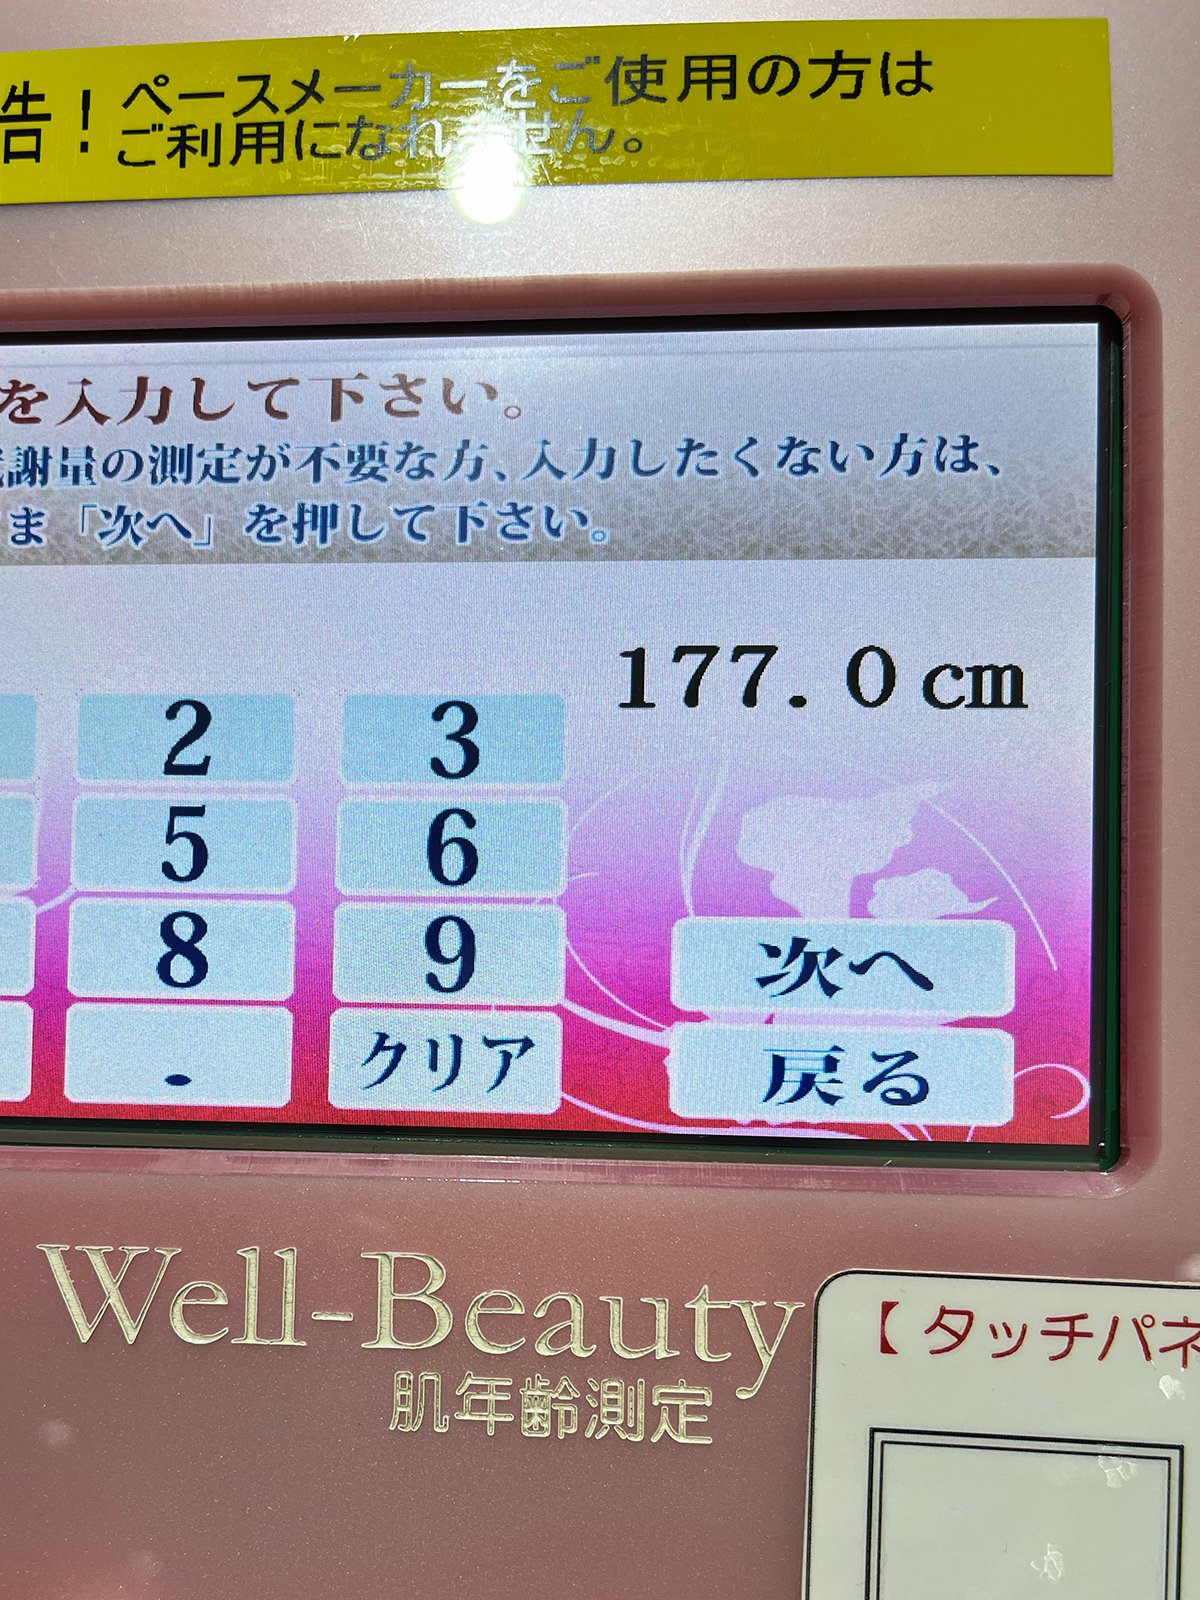 告！ペースメーカーをご使用の方は
ご利用になれません。
を入力して下さい。
謝量の測定が不要な方、入力したくない方は、
ま「次へ」を押して下さい。
177.0cm
2 3
5 6
8 9
次へ
. クリア
戻る
Well-Beauty
肌年齢測定
【タッチパネ